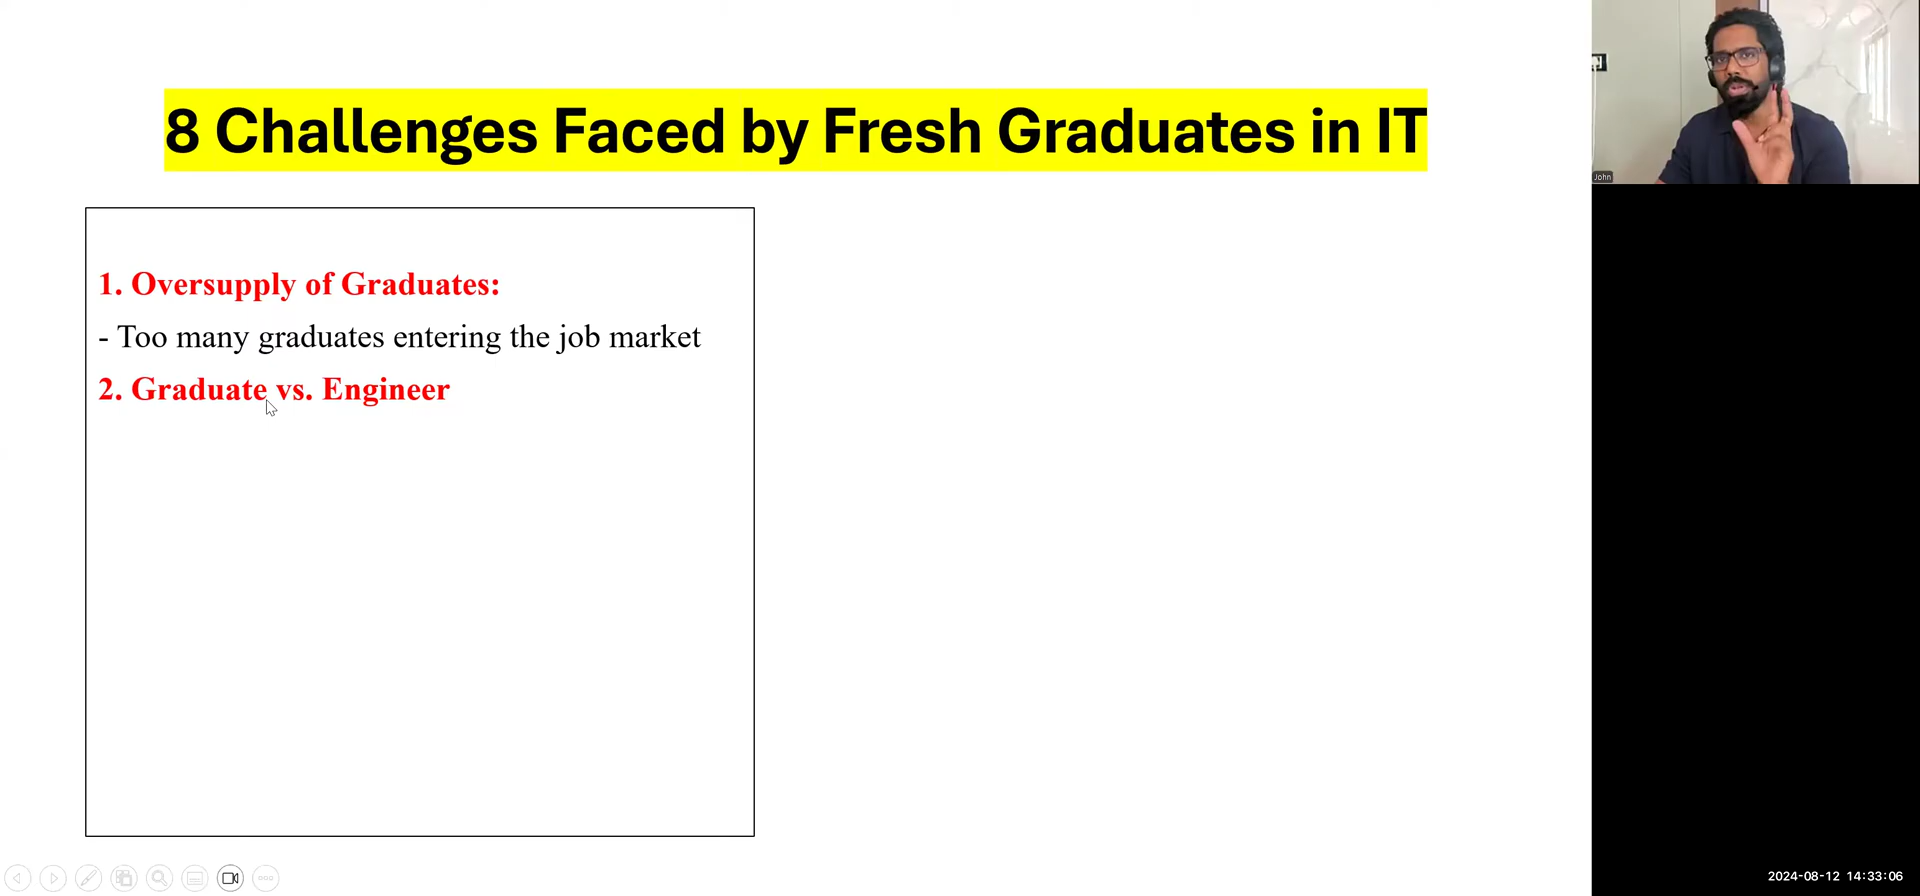 8 Challenges Faced by Fresh Graduates in IT
John
1. Oversupply of Graduates:
- Too many graduates entering the job market
2. Graduate vs. Engineer
2024-08-12 14:33:06